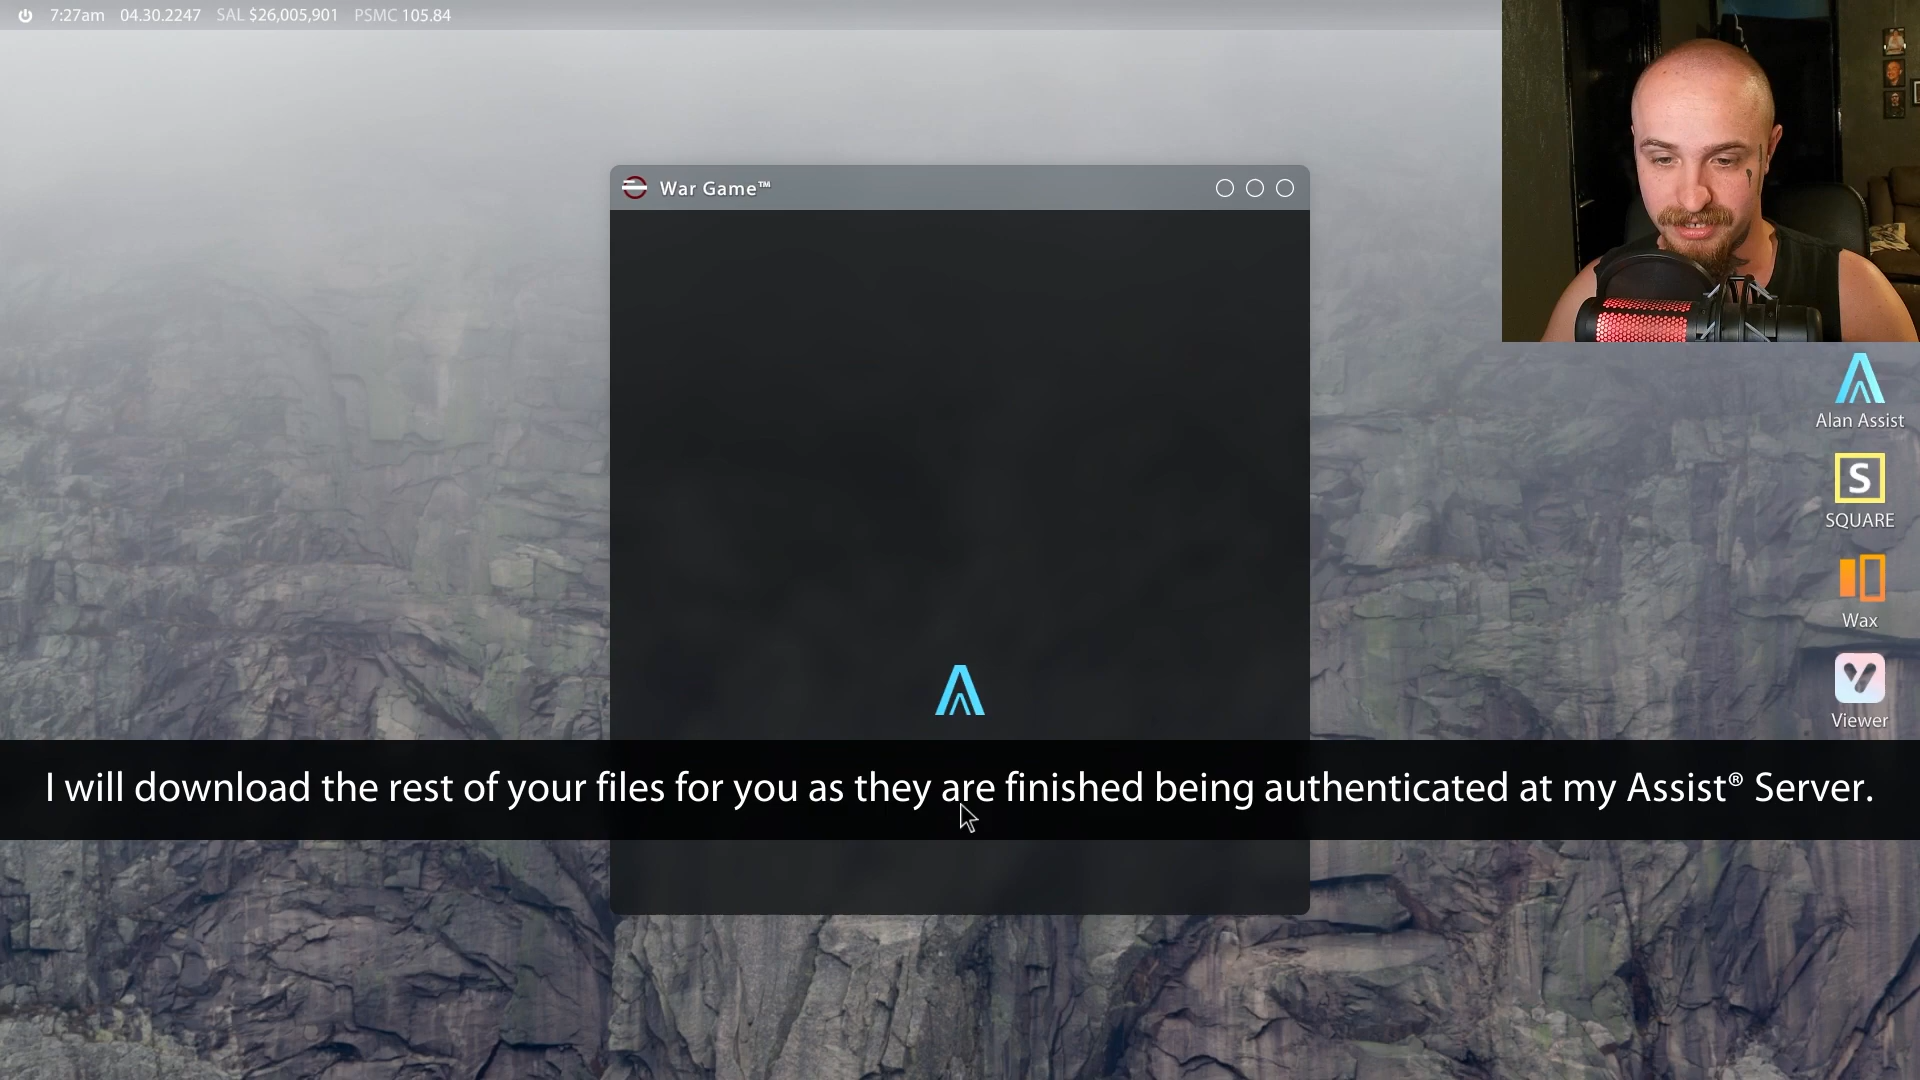 7:27am 04.30.2247 SAL $26,005,901 PSMC 105.84
War Game™
Alan Assist
S
SQUARE
Wax
Viewer
I will download the rest of your files for you as they are finished being authenticated at my Assist® Server.